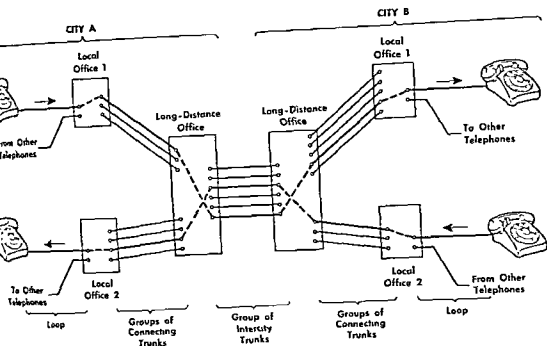 CITY A
CITY B
Local
Office 1
Local
Office 1
Long-Distance
Office
Long-Distance
Office
From Other
Telephones
To Other
Telephones
To Other
Telephones
Local
Office 2
Local
Office 2
From Other
Telephones
Loop
Groups of
Connecting
Trunks
Group of
Intercity
Trunks
Groups of
Connecting
Trunks
Loop